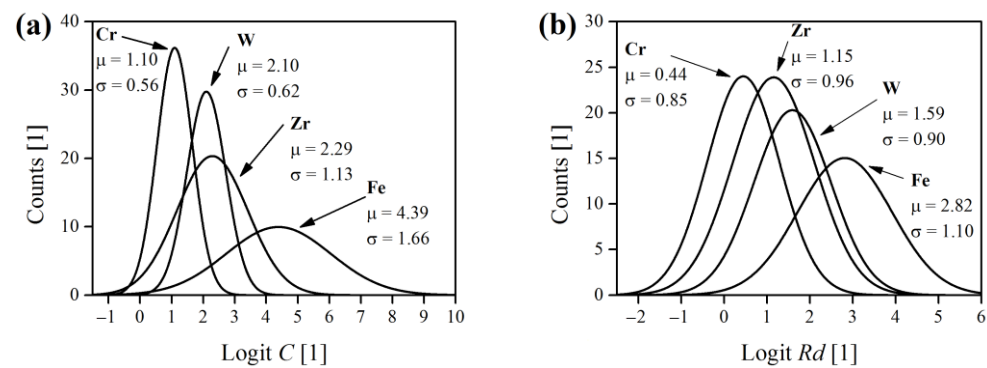 (a)
Counts [1]
40
30
20
10
0
Cr
μ = 1.10
σ = 0.56
W
μ = 2.10
σ = 0.62
Zr
μ = 2.29
σ = 1.13
Fe
μ = 4.39
σ = 1.66
–1 0 1 2 3 4 5 6 7 8 9 10
Logit C [1]
(b)
Counts [1]
30
25
20
15
10
5
0
Cr
μ = 0.44
σ = 0.85
Zr
μ = 1.15
σ = 0.96
W
μ = 1.59
σ = 0.90
Fe
μ = 2.82
σ = 1.10
–2 –1 0 1 2 3 4 5 6
Logit Rd [1]